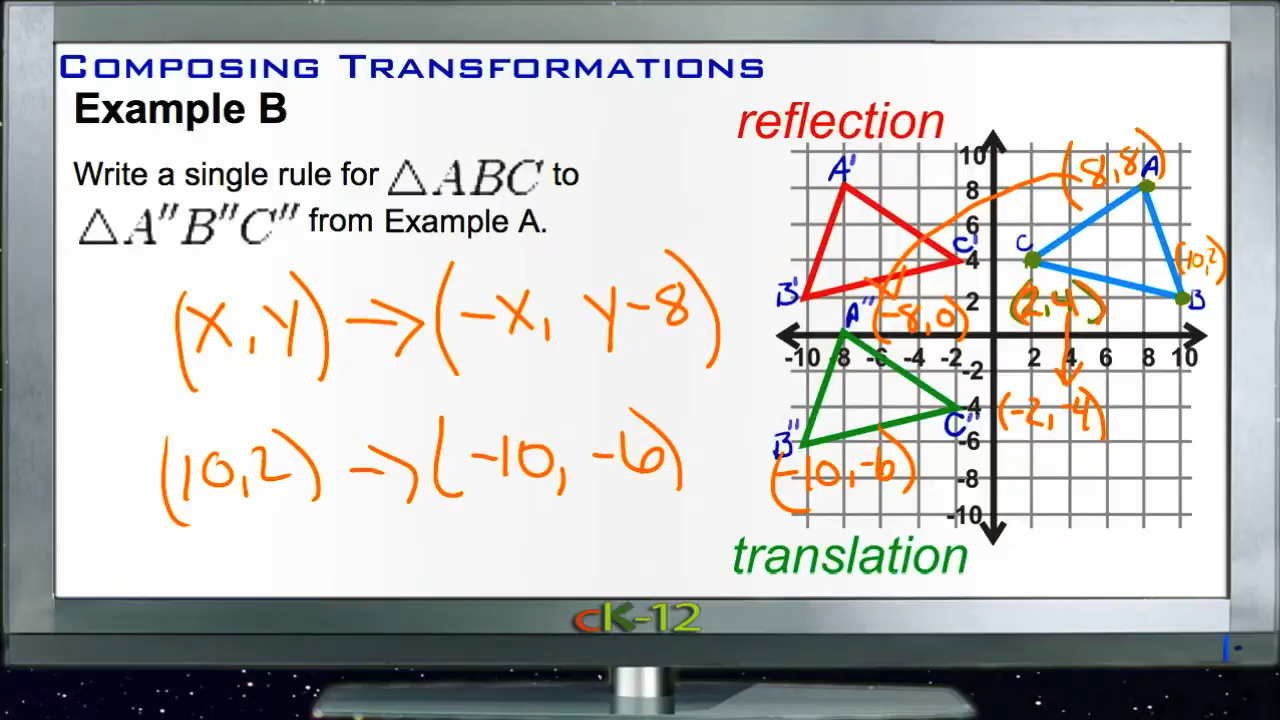 COMPOSING TRANSFORMATIONS
Example B
Write a single rule for △ABC to
△A″B″C″ from Example A.
(X, Y) → (-X, Y-8)
(10,2) → (-10, -6)
reflection
A'
B'
C'
(8,8)
A
C
(10,2)
B
(2,4)
A"
(-8,0)
(-2,-4)
C"
B"
(-10,-6)
10
8
6
4
2
-10 -8 -6 -4 -2 2 4 6 8 10
-2
-4
-6
-8
-10
translation
cK-12